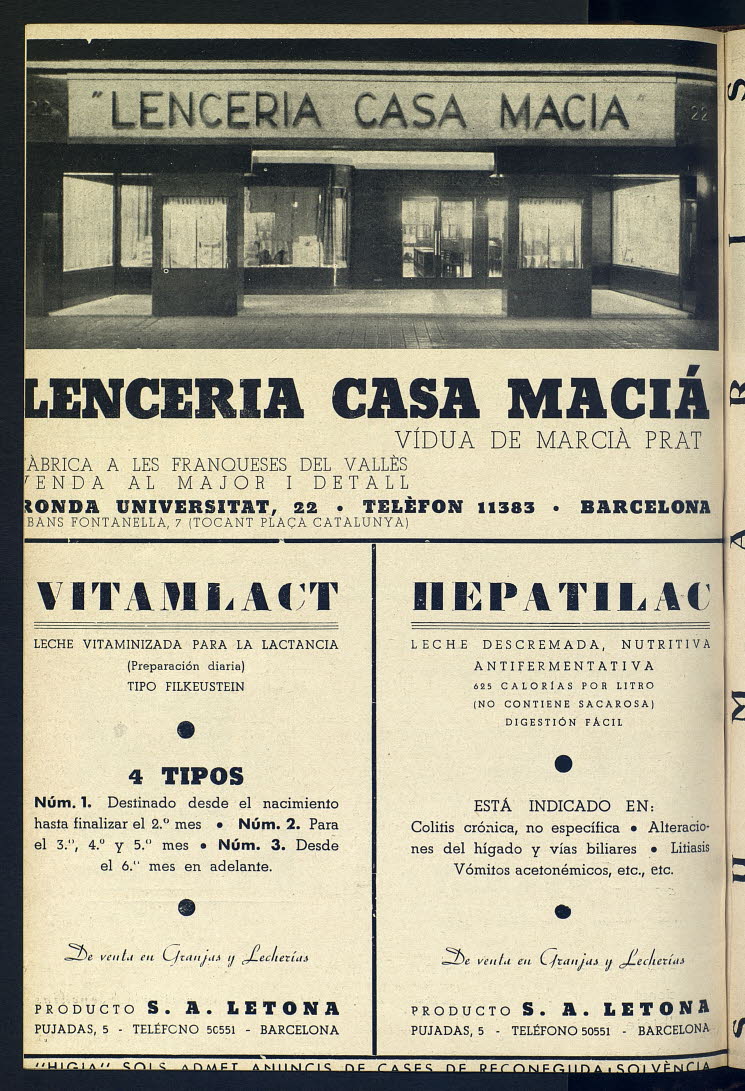 22 "LENCERIA CASA MACIA" 22
LENCERIA CASA MACIÁ
VÍDUA DE MARCIÀ PRAT
ÀBRICA A LES FRANQUESES DEL VALLÈS
VENDA AL MAJOR I DETALL
RONDA UNIVERSITAT, 22 • TELÈFON 11383 • BARCELONA
BANS FONTANELLA, 7 (TOCANT PLAÇA CATALUNYA)
VITAMLACT
LECHE VITAMINIZADA PARA LA LACTANCIA
(Preparación diaria)
TIPO FILKEUSTEIN
4 TIPOS
Núm. 1. Destinado desde el nacimiento
hasta finalizar el 2.º mes • Núm. 2. Para
el 3.º, 4.º y 5.º mes • Núm. 3. Desde
el 6.º mes en adelante.
De venta en Granjas y Lecherías
PRODUCTO S. A. LETONA
PUJADAS, 5 - TELÉFONO 50551 - BARCELONA
HEPATILAC
LECHE DESCREMADA, NUTRITIVA
ANTIFERMENTATIVA
625 CALORÍAS POR LITRO
(NO CONTIENE SACAROSA)
DIGESTIÓN FÁCIL
ESTÁ INDICADO EN:
Colitis crónica, no específica • Alteracio-
nes del hígado y vías biliares • Litiasis
Vómitos acetonémicos, etc., etc.
De venta en Granjas y Lecherías
PRODUCTO S. A. LETONA
PUJADAS, 5 - TELÉFONO 50551 - BARCELONA
"HIGIA" SOLS ADMET ANUNCIS DE CASES DE RECONEGUDA SOLVÈNCIA